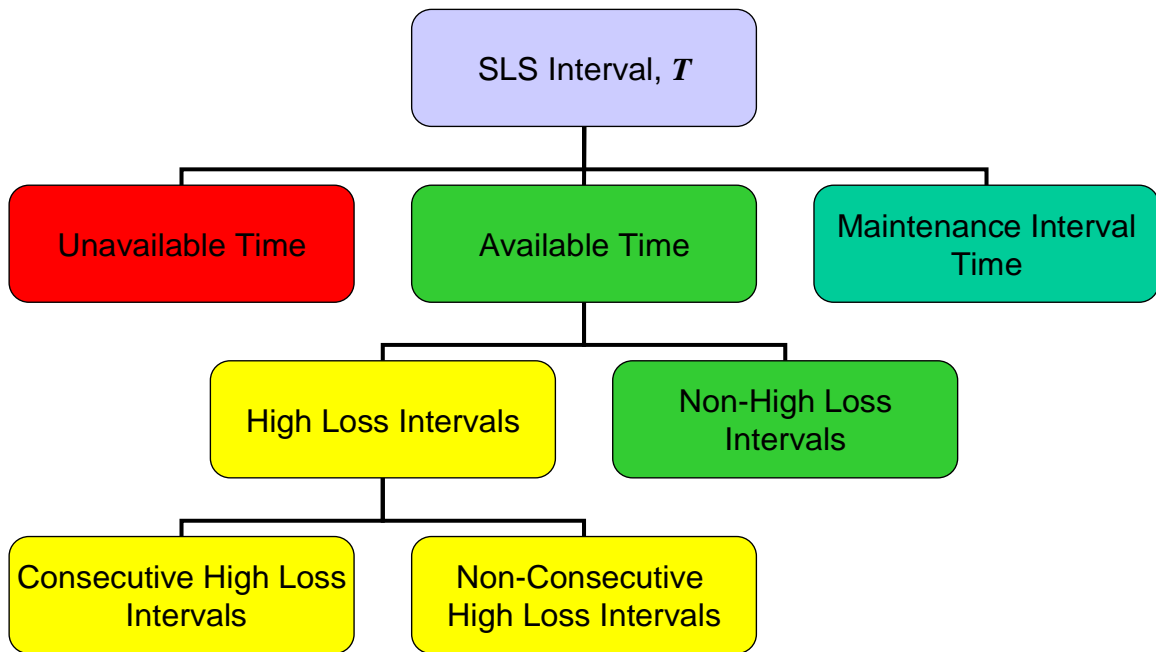 SLS Interval, T
Unavailable Time
Available Time
Maintenance Interval
Time
High Loss Intervals
Non-High Loss
Intervals
Consecutive High Loss
Intervals
Non-Consecutive
High Loss Intervals